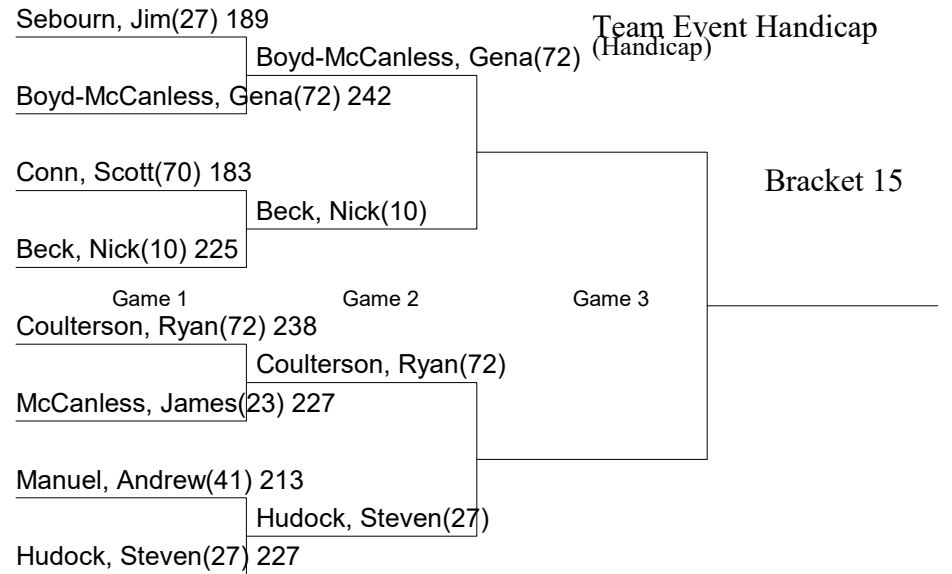 Sebourn, Jim(27) 189
Team Event Handicap
(Handicap)
Boyd-McCanless, Gena(72)
Boyd-McCanless, Gena(72) 242
Conn, Scott(70) 183
Bracket 15
Beck, Nick(10)
Beck, Nick(10) 225
Game 1 Game 2 Game 3
Coulterson, Ryan(72) 238
Coulterson, Ryan(72)
McCanless, James(23) 227
Manuel, Andrew(41) 213
Hudock, Steven(27)
Hudock, Steven(27) 227